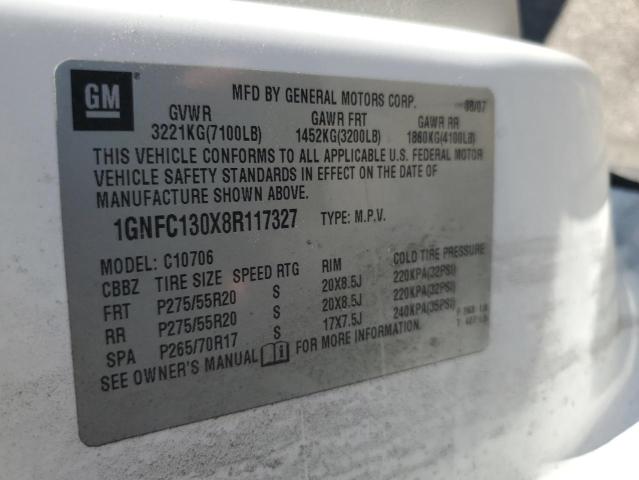 GM
MFD BY GENERAL MOTORS CORP. 08/07
GVWR GAWR FRT GAWR RR
3221KG(7100LB) 1452KG(3200LB) 1860KG(4100LB)
THIS VEHICLE CONFORMS TO ALL APPLICABLE U.S. FEDERAL MOTOR
VEHICLE SAFETY STANDARDS IN EFFECT ON THE DATE OF
MANUFACTURE SHOWN ABOVE.
1GNFC130X8R117327 TYPE: M.P.V.
MODEL: C10706
CBBZ TIRE SIZE SPEED RTG RIM COLD TIRE PRESSURE
FRT P275/55R20 S 20X8.5J 220KPA(32PSI)
RR P275/55R20 S 20X8.5J 220KPA(32PSI)
SPA P265/70R17 S 17X7.5J 240KPA(35PSI)
SEE OWNER'S MANUAL FOR MORE INFORMATION.